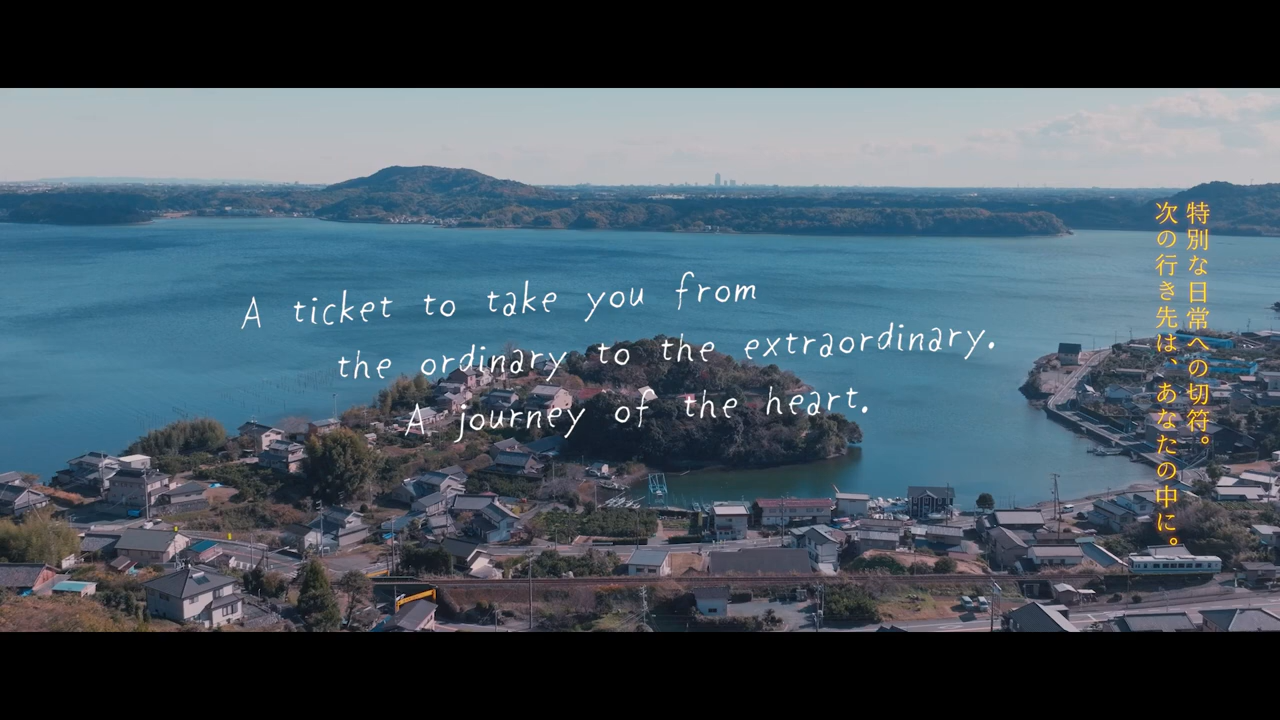 A ticket to take you from
the ordinary to the extraordinary.
A journey of the heart.
特別な日常への切符。
次の行き先は、あなたの中に。